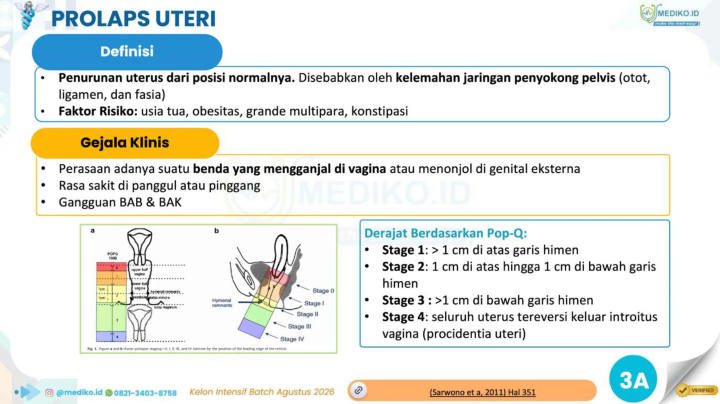 PROLAPS UTERI
MEDIKO.ID
Definisi
• Penurunan uterus dari posisi normalnya. Disebabkan oleh kelemahan jaringan penyokong pelvis (otot,
ligamen, dan fasia)
• Faktor Risiko: usia tua, obesitas, grande multipara, konstipasi
Gejala Klinis
• Perasaan adanya suatu benda yang mengganjal di vagina atau menonjol di genital eksterna
• Rasa sakit di panggul atau pinggang
• Gangguan BAB & BAK
MEDIKO.ID
a
b
Hymenal
remnants
Stage 0
Stage I
Stage II
Stage III
Stage IV
Derajat Berdasarkan Pop-Q:
• Stage 1: > 1 cm di atas garis himen
• Stage 2: 1 cm di atas hingga 1 cm di bawah garis
himen
• Stage 3 : >1 cm di bawah garis himen
• Stage 4: seluruh uterus tereversi keluar introitus
vagina (procidentia uteri)
3A
@mediko.id 0821-3403-8758
Kelon Intensif Batch Agustus 2026
(Sarwono et a, 2011) Hal 351
VERIFIED